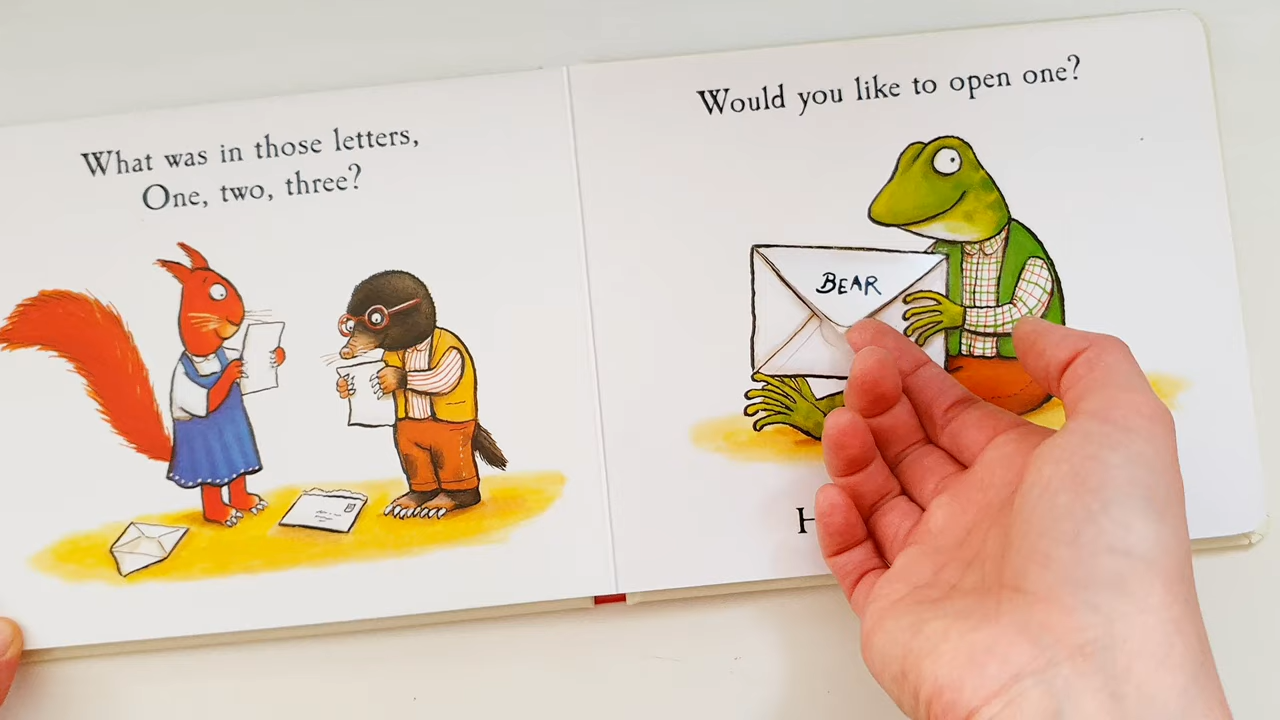 What was in those letters,
One, two, three?
Would you like to open one?
BEAR